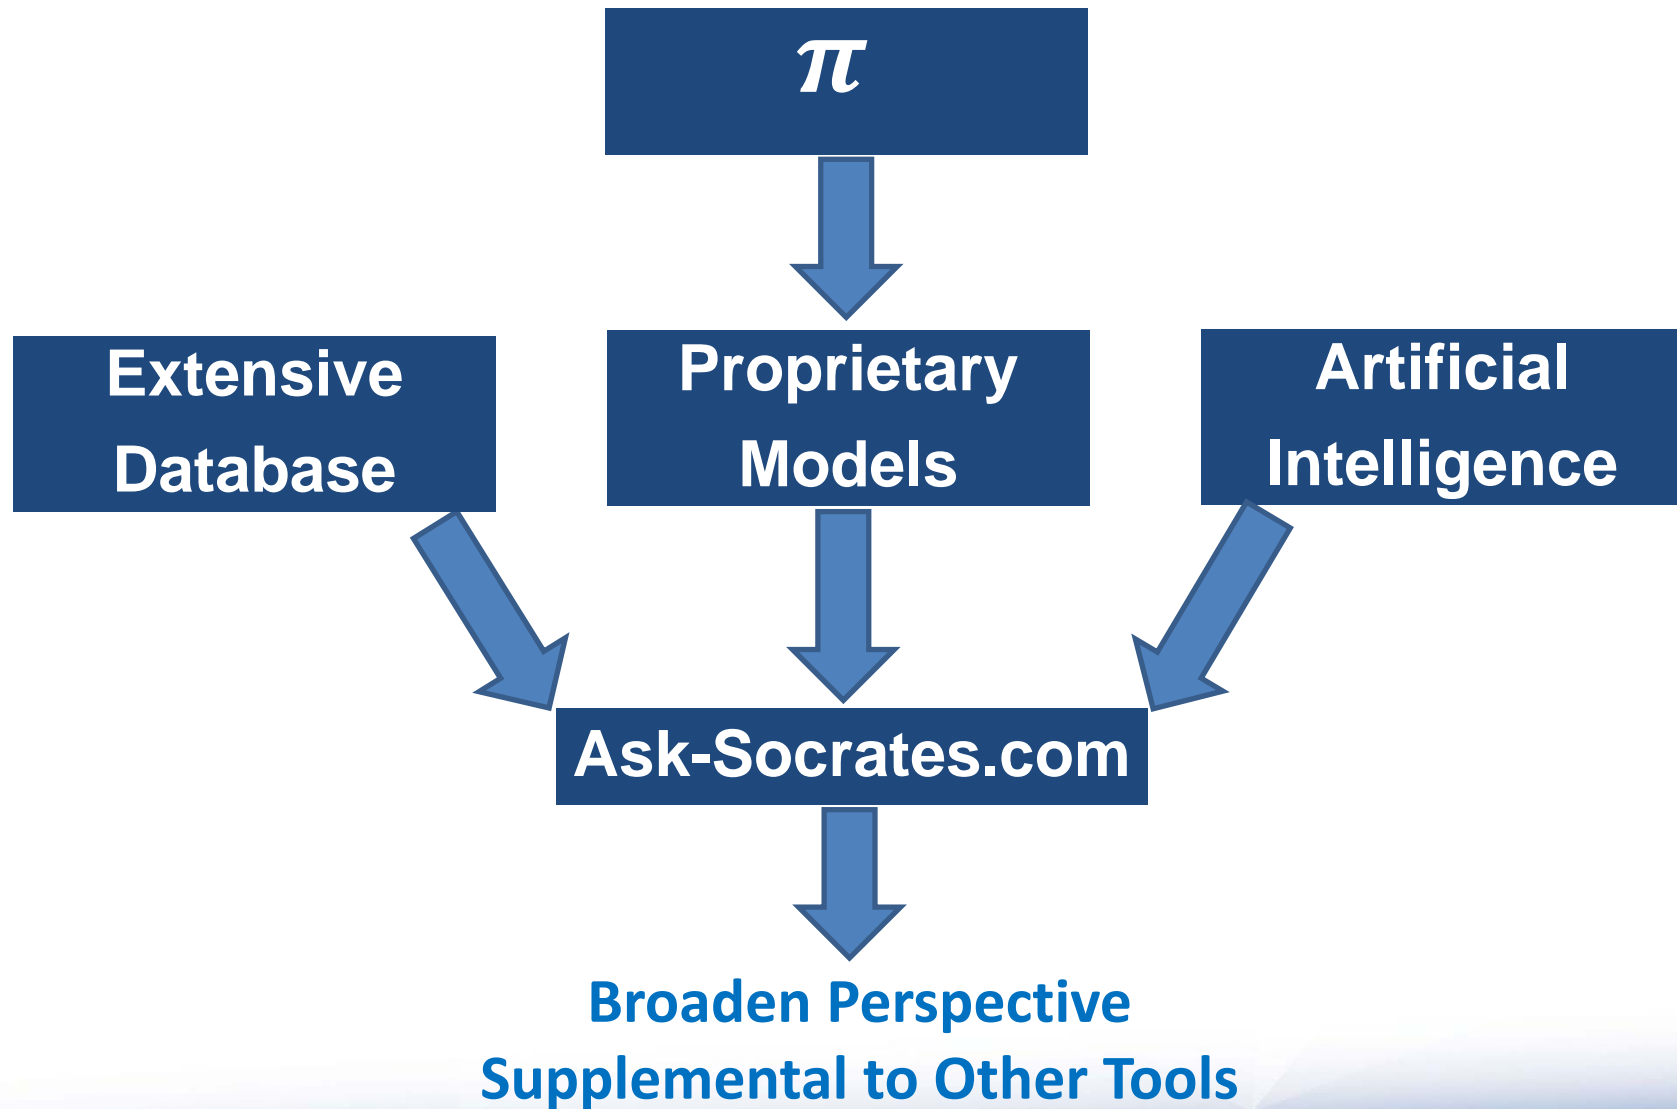 π
Extensive
Database
Proprietary
Models
Artificial
Intelligence
Ask-Socrates.com
Broaden Perspective
Supplemental to Other Tools